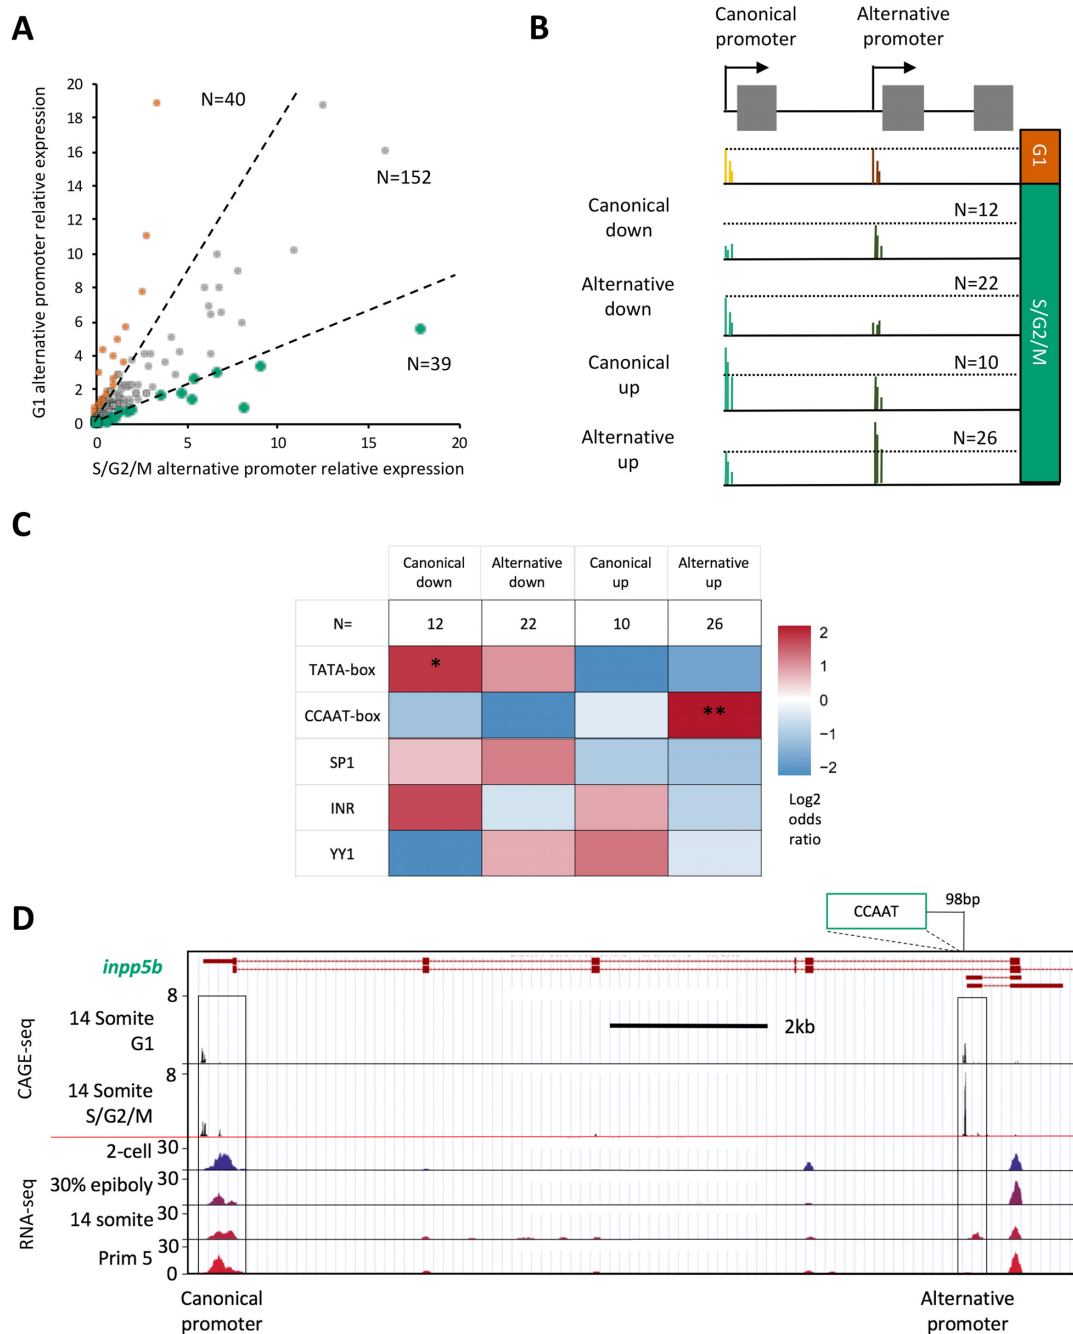 A
G1 alternative promoter relative expression
20
18
16
14
12
10
8
6
4
2
0
N=40
N=152
N=39
0
5
10
15
20
S/G2/M alternative promoter relative expression
B
Canonical promoter
Alternative promoter
G1
S/G2/M
Canonical down
N=12
Alternative down
N=22
Canonical up
N=10
Alternative up
N=26
C
Canonical down
Alternative down
Canonical up
Alternative up
N=
12
22
10
26
TATA-box
*
CCAAT-box
**
SP1
INR
YY1
2
1
0
−1
−2
Log2 odds ratio
D
CCAAT
98bp
inpp5b
CAGE-seq
8
14 Somite G1
2kb
8
14 Somite S/G2/M
RNA-seq
2-cell
30
30% epiboly
30
14 somite
30
Prim 5
30
0
Canonical promoter
Alternative promoter